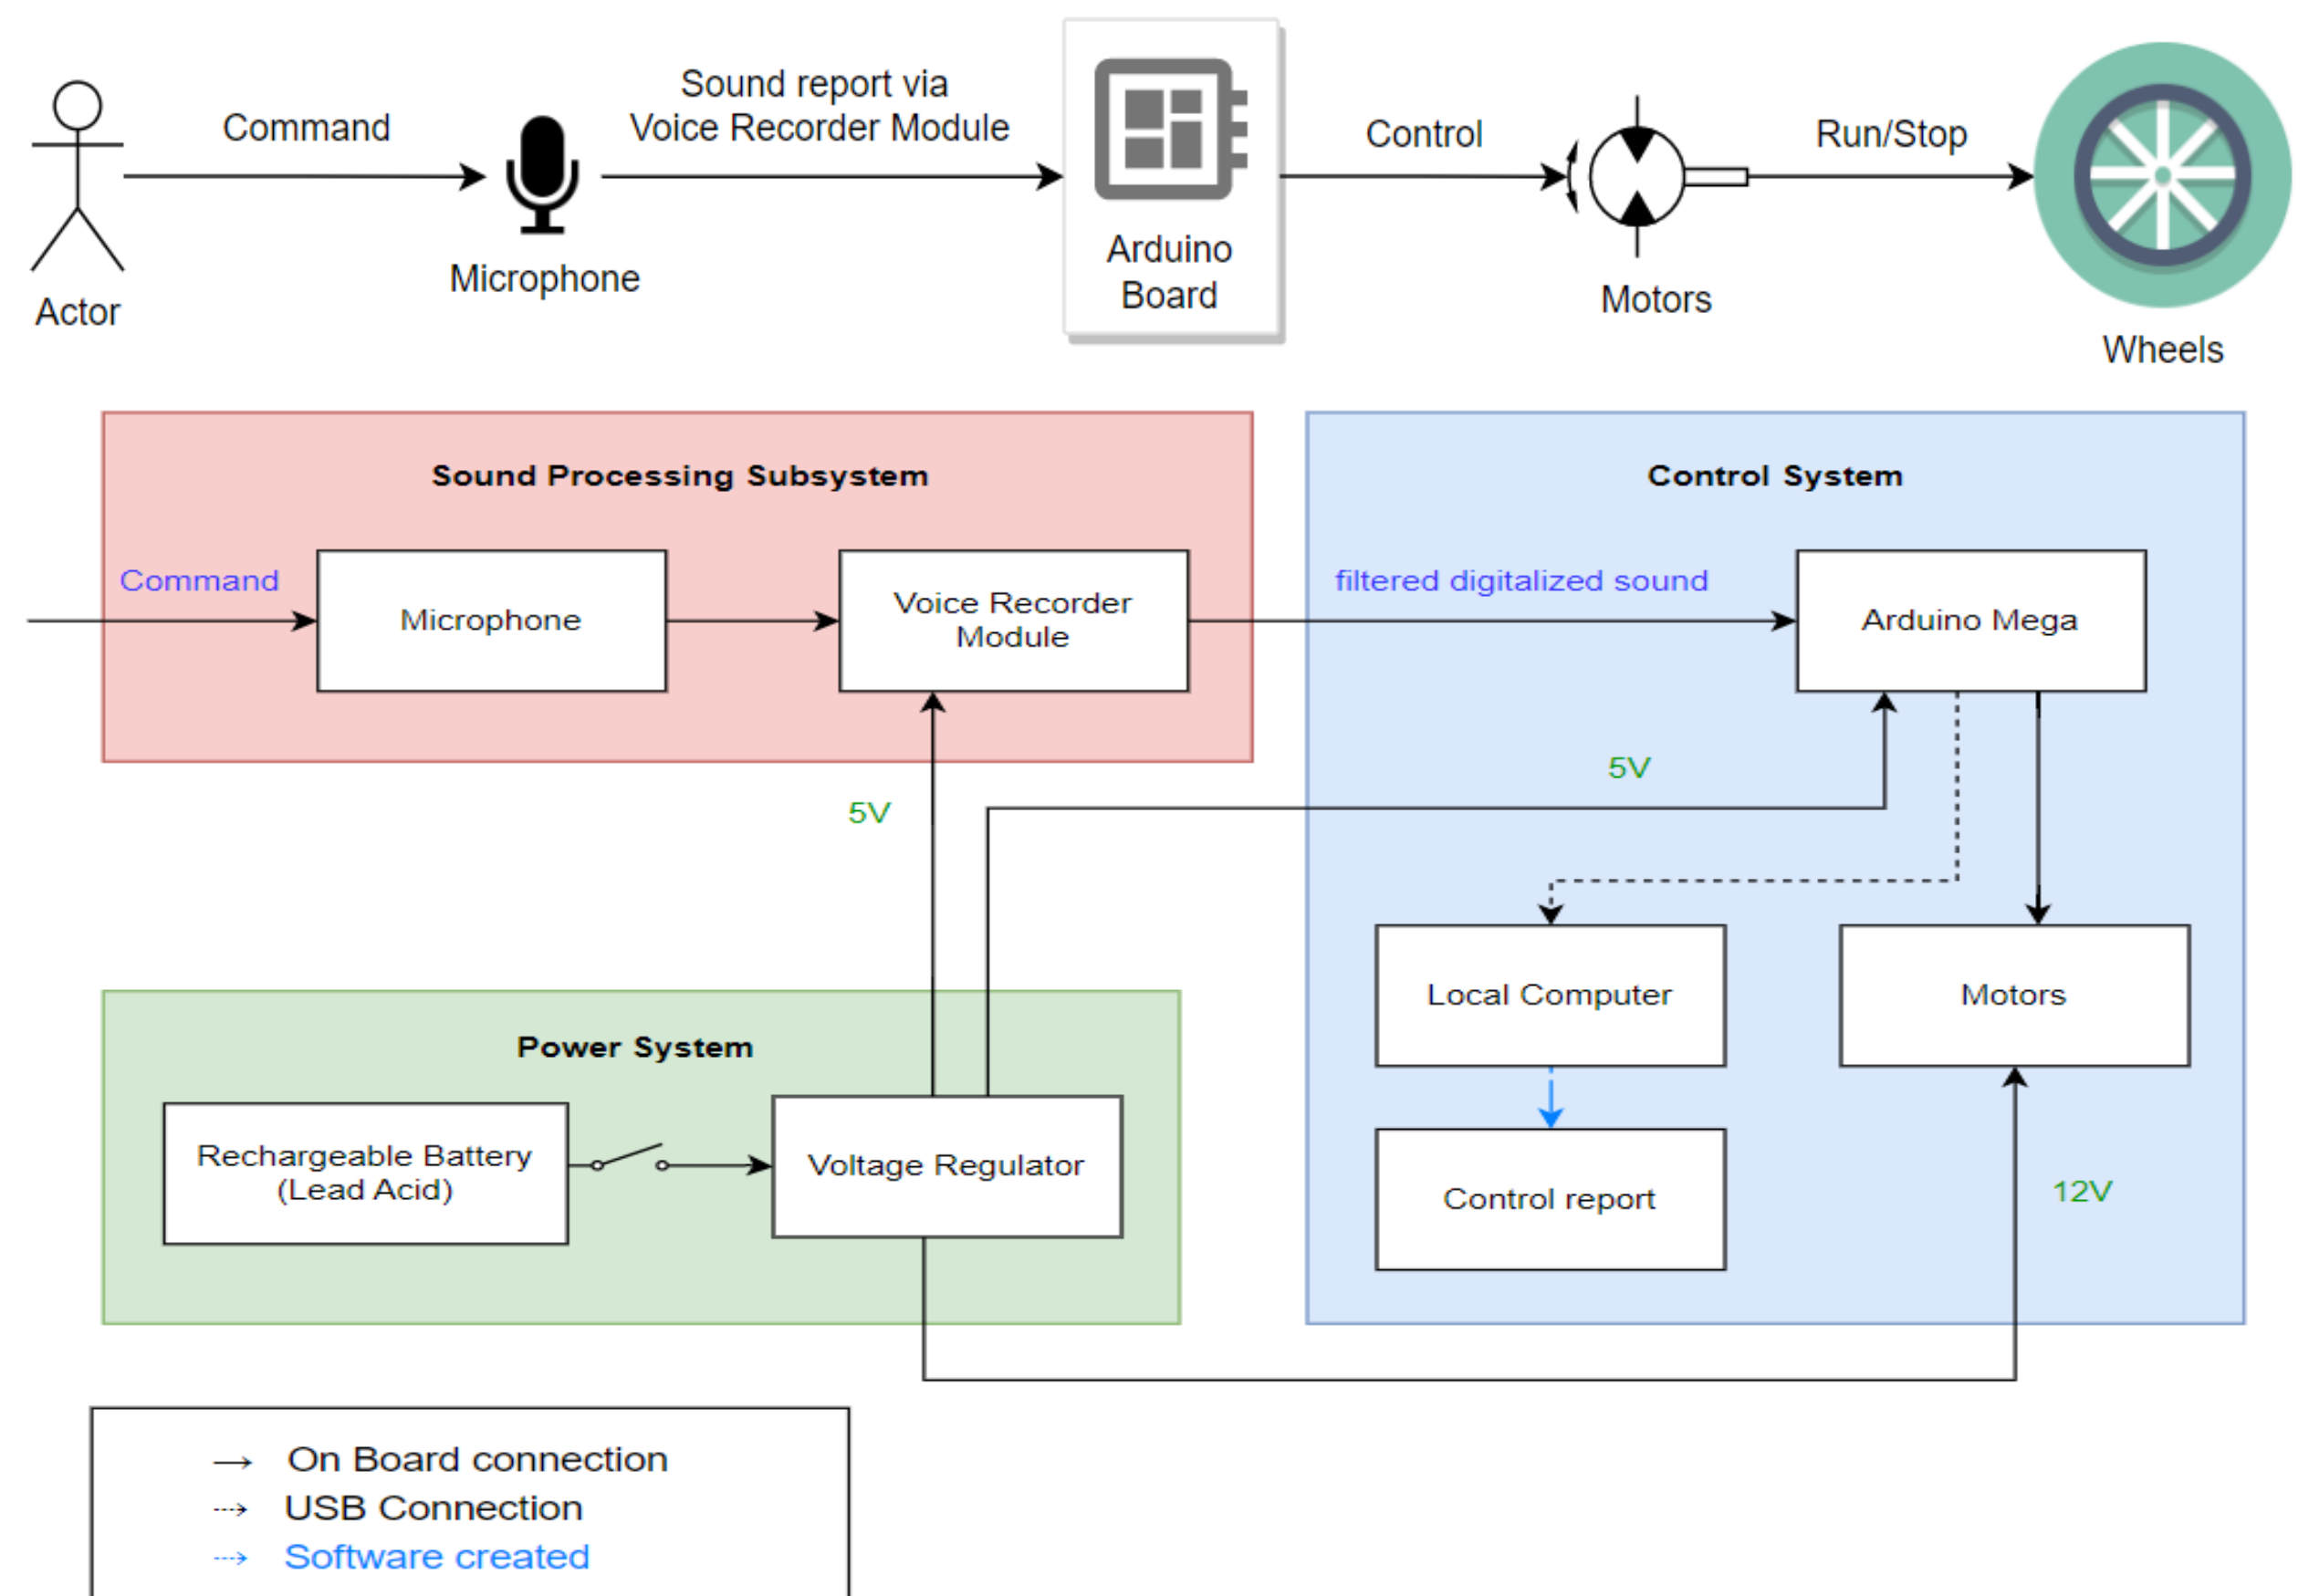 Command
Sound report via
Voice Recorder Module
Control
Run/Stop
Actor
Microphone
Arduino
Board
Motors
Wheels
Sound Processing Subsystem
Control System
Command
Microphone
Voice Recorder
Module
filtered digitalized sound
Arduino Mega
5V
5V
Local Computer
Motors
Power System
Rechargeable Battery
(Lead Acid)
Voltage Regulator
Control report
12V
On Board connection
USB Connection
Software created